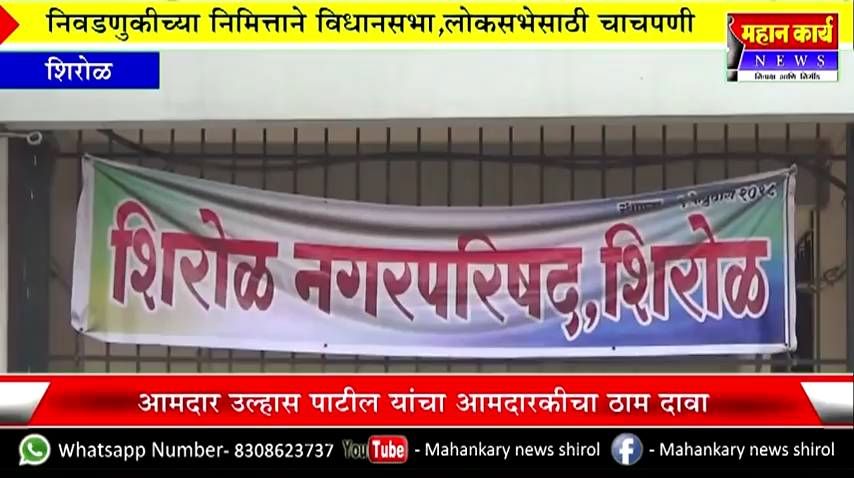 निवडणुकीच्या निमित्ताने विधानसभा,लोकसभेसाठी चाचपणी
महान कार्य
NEWS
शिरोळ
२०१८
शिरोळ नगरपरिषद,शिरोळ
आमदार उल्हास पाटील यांचा आमदारकीचा ठाम दावा
Whatsapp Number- 8308623737 YouTube - Mahankary news shirol f - Mahankary news shirol